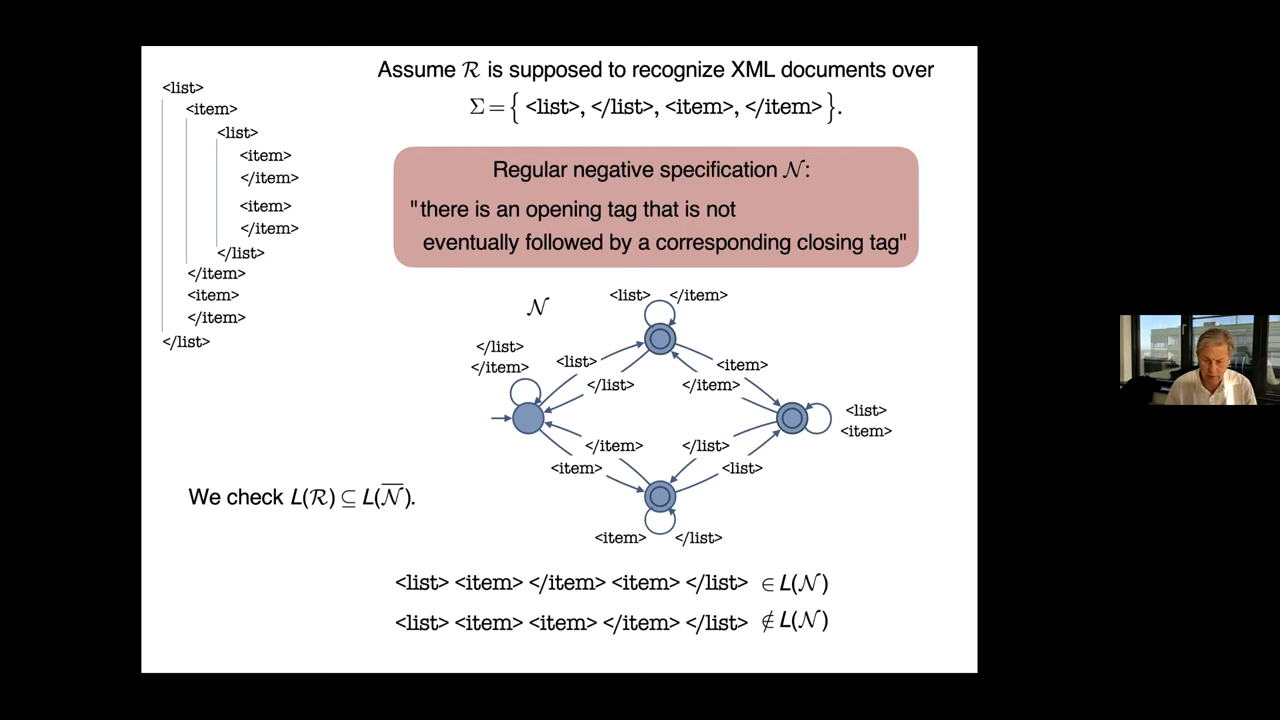 Assume ℛ is supposed to recognize XML documents over
Σ = { <list>, </list>, <item>, </item> }.
<list>
<item>
<list>
<item>
</item>
<item>
</item>
</list>
</item>
<item>
</item>
</list>
Regular negative specification 𝒩:
"there is an opening tag that is not
eventually followed by a corresponding closing tag"
𝒩
<list> </item>
</list>
</item>
<list>
</list>
<item>
</item>
<list>
<item>
</item>
<item>
</list>
<list>
<item> </list>
We check L(ℛ) ⊆ L(𝒩̅).
<list> <item> </item> <item> </list> ∈ L(𝒩)
<list> <item> <item> </item> </list> ∉ L(𝒩)